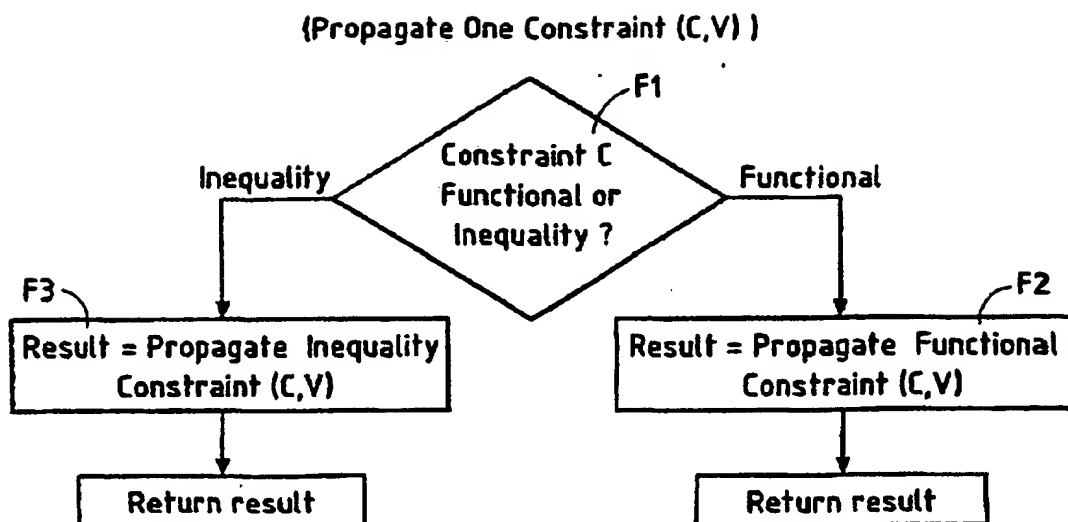 {Propagate One Constraint (C,V) )
F1
Constraint C
Functional or
Inequality ?
Inequality
Functional
F3
F2
Result = Propagate Inequality
Constraint (C,V)
Result = Propagate Functional
Constraint (C,V)
Return result
Return result